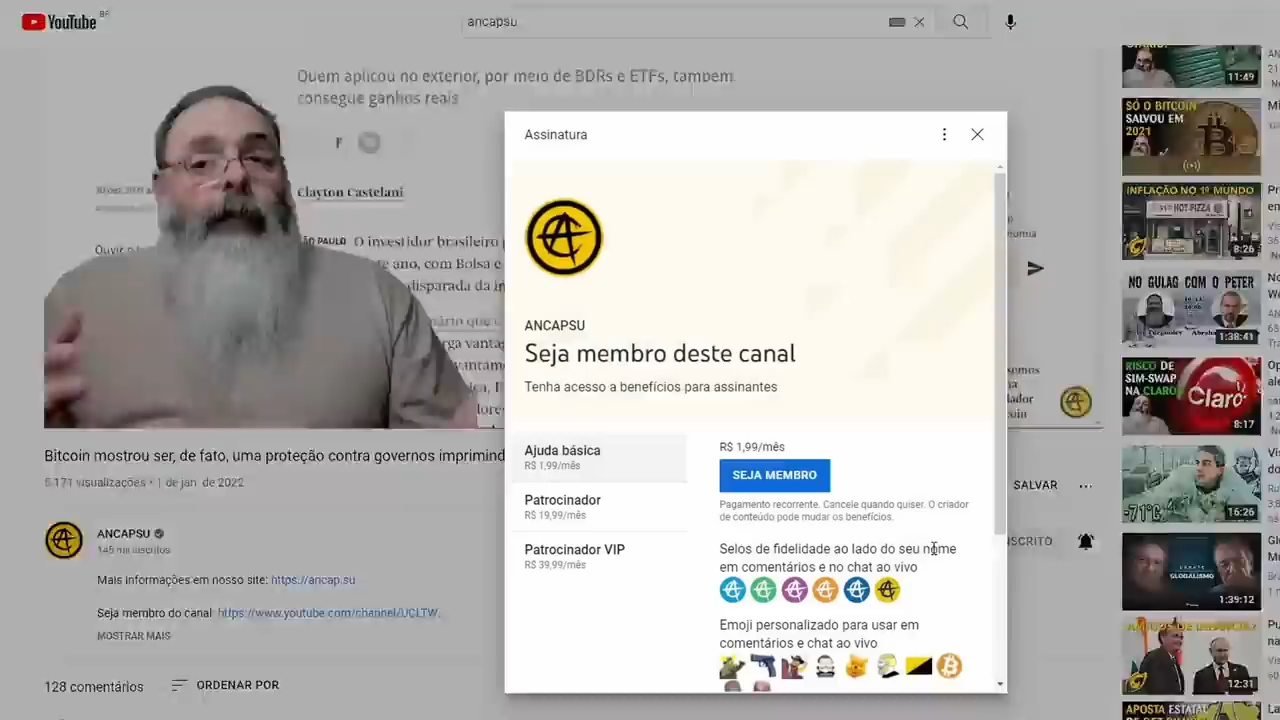 YouTube BR
ancapsu
Quem aplicou no exterior, por meio de BDRs e ETFs, também
consegue ganhos reais
Clayton Castelani
SÃO PAULO O investidor brasileiro
te ano, com Bolsa e
disparada da
Assinatura
ANCAPSU
Seja membro deste canal
Tenha acesso a benefícios para assinantes
Ajuda básica
R$ 1,99/mês
Patrocinador
R$ 19,99/mês
Patrocinador VIP
R$ 39,99/mês
R$ 1,99/mês
SEJA MEMBRO
Pagamento recorrente. Cancele quando quiser. O criador
de conteúdo pode mudar os benefícios.
Selos de fidelidade ao lado do seu nome
em comentários e no chat ao vivo
Emoji personalizado para usar em
comentários e chat ao vivo
Bitcoin mostrou ser, de fato, uma proteção contra governos imprimind
5.171 visualizações • 1 de jan. de 2022
SALVAR
ANCAPSU
145 mil inscritos
Mais informações em nosso site: https://ancap.su
Seja membro do canal: https://www.youtube.com/channel/UCLTW.
MOSTRAR MAIS
128 comentários
ORDENAR POR
11:49
SÓ O BITCOIN
SALVOU EM
2021
INFLAÇÃO NO 1º MUNDO
HOT PIZZA
8:26
NO GULAG COM O PETER
1:38:41
RISCO DE
SIM-SWAP
NA CLARO
Claro
8:17
-71°C
16:26
GLOBALISMO
1:39:12
12:31
APOSTA ESTATAL